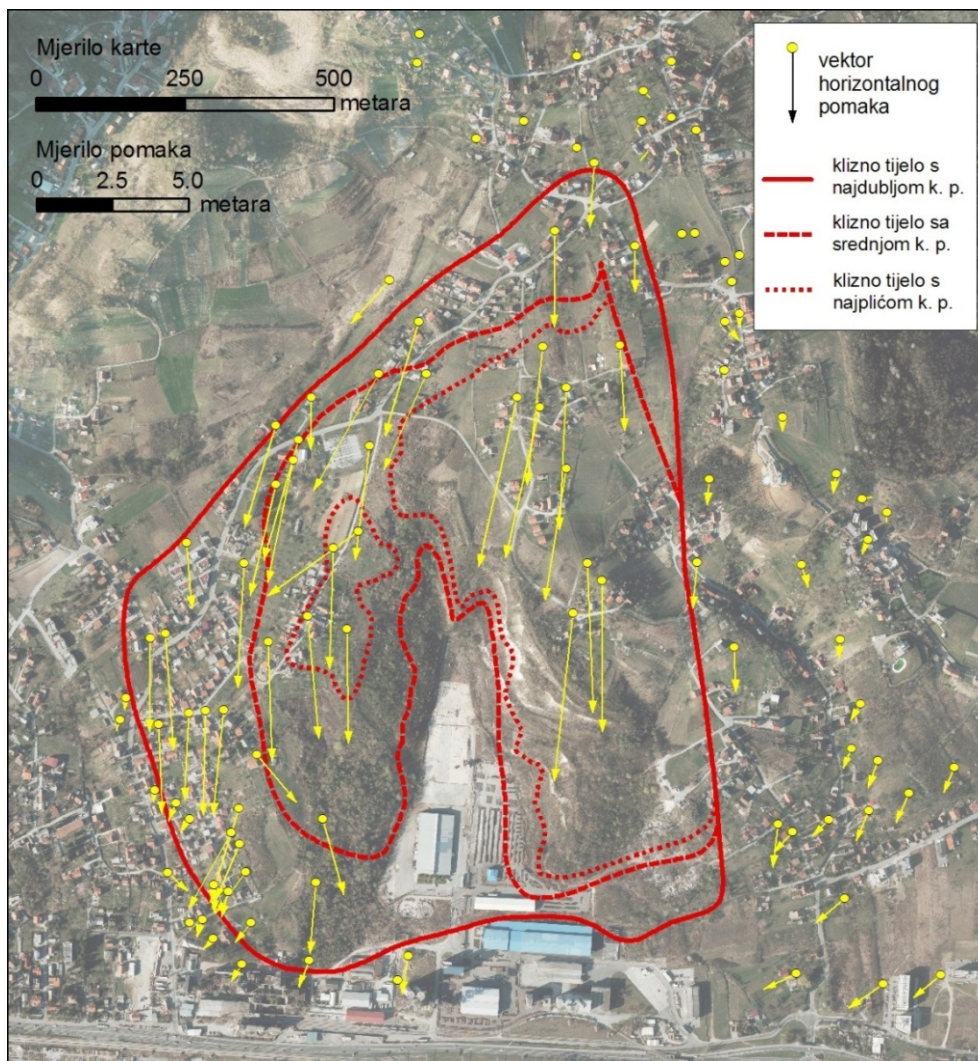 Mjerilo karte
0 250 500
metara
Mjerilo pomaka
0 2.5 5.0
metara
vektor
horizontalnog
pomaka
klizno tijelo s
najdubljom k. p.
klizno tijelo sa
srednjom k. p.
klizno tijelo s
najplićom k. p.